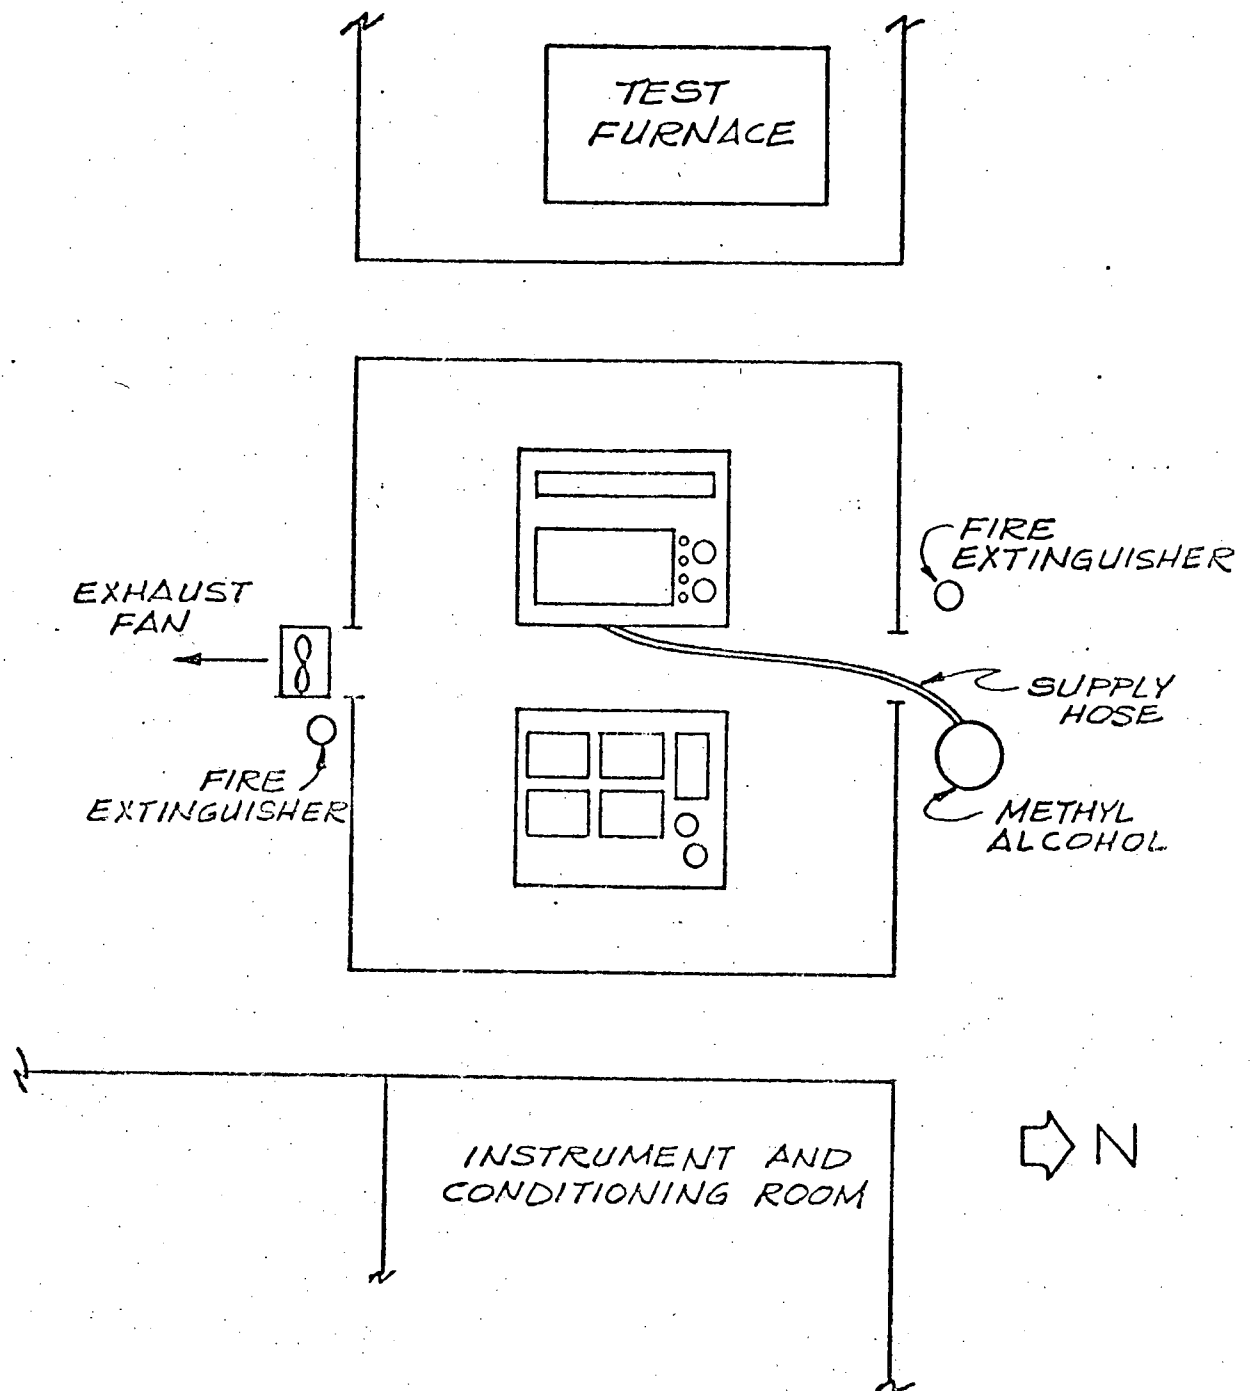 TEST
FURNACE
FIRE
EXTINGUISHER
EXHAUST
FAN
SUPPLY
HOSE
FIRE
EXTINGUISHER
METHYL
ALCOHOL
N
INSTRUMENT AND
CONDITIONING ROOM